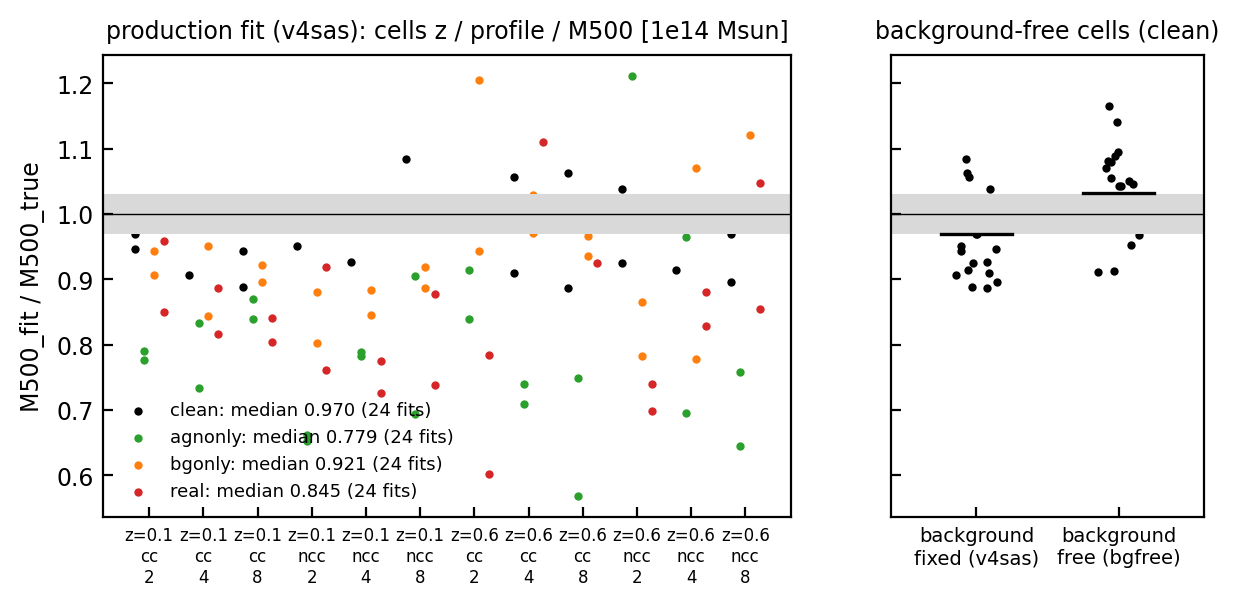 production fit (v4sas): cells z / profile / M500 [1e14 Msun]
background-free cells (clean)
M500_fit / M500_true
1.2
1.1
1.0
0.9
0.8
0.7
0.6
clean: median 0.970 (24 fits)
agnonly: median 0.779 (24 fits)
bgonly: median 0.921 (24 fits)
real: median 0.845 (24 fits)
z=0.1 z=0.1 z=0.1 z=0.1 z=0.1 z=0.1 z=0.6 z=0.6 z=0.6 z=0.6 z=0.6 z=0.6
cc cc cc ncc ncc ncc cc cc cc ncc ncc ncc
2 4 8 2 4 8 2 4 8 2 4 8
background
fixed (v4sas)
background
free (bgfree)